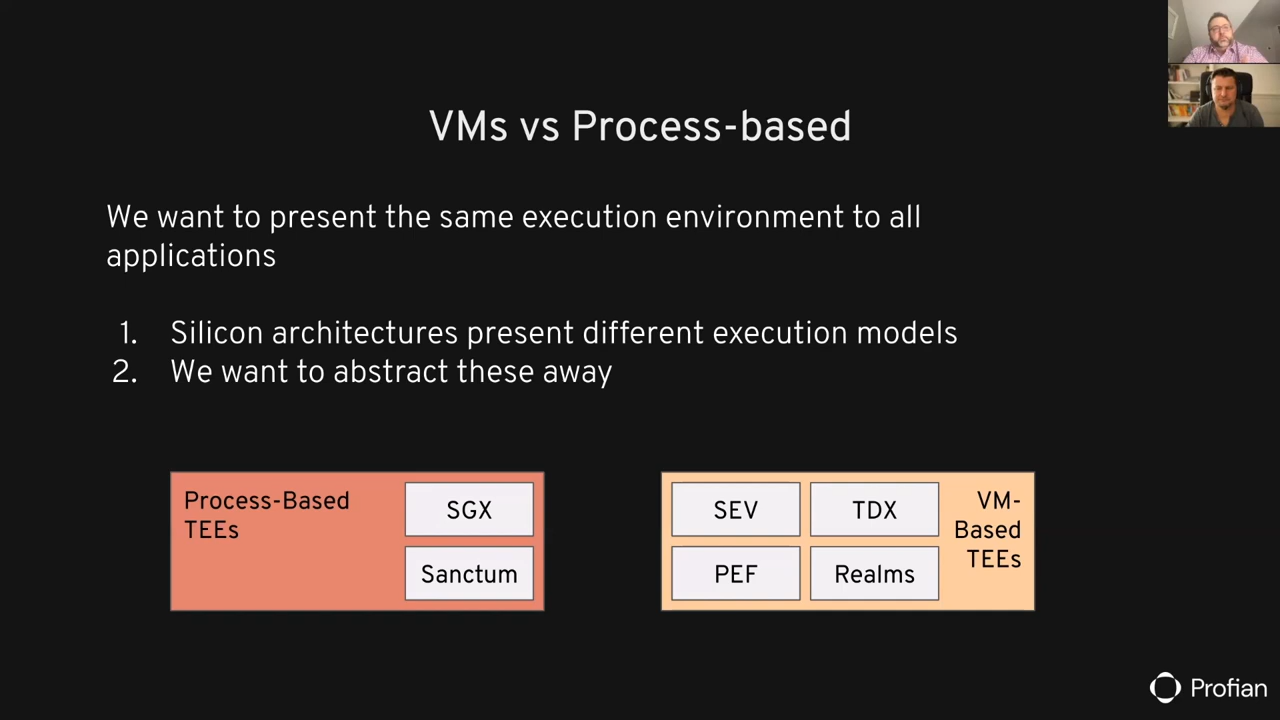 VMs vs Process-based
We want to present the same execution environment to all
applications
1. Silicon architectures present different execution models
2. We want to abstract these away
Process-Based
TEEs
SGX
Sanctum
SEV
TDX
PEF
Realms
VM-
Based
TEEs
Profian